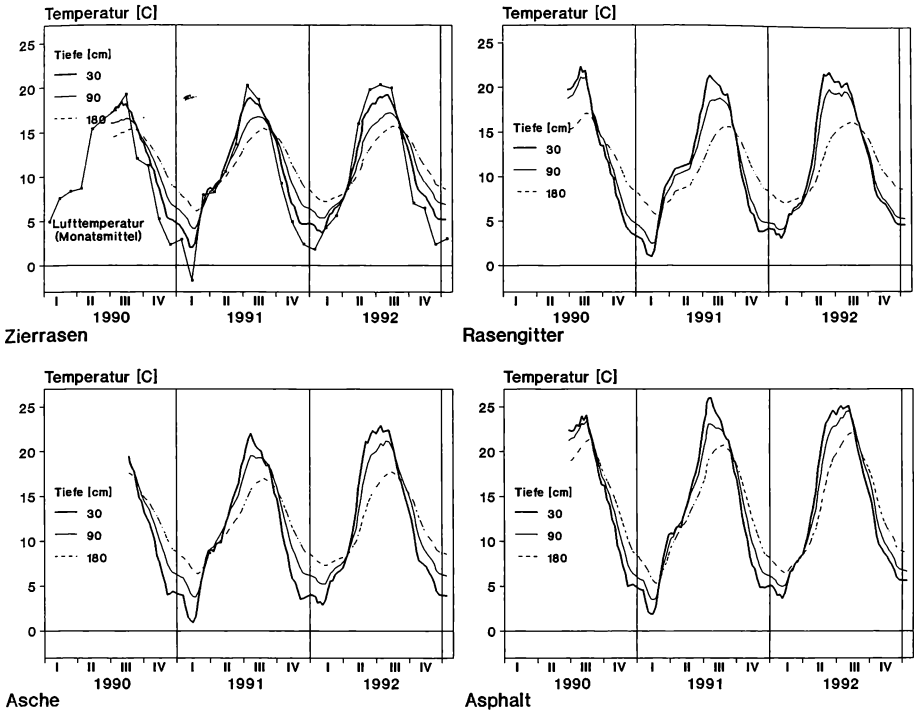 Temperatur [C]
25
20
15
10
5
0
Tiefe [cm]
30
90
180
Lufttemperatur
(Monatsmittel)
I II III IV I II III IV I II III IV
1990 1991 1992
Zierrasen
Temperatur [C]
25
20
15
10
5
0
Tiefe [cm]
30
90
180
I II III IV I II III IV I II III IV
1990 1991 1992
Rasengitter
Temperatur [C]
25
20
15
10
5
0
Tiefe [cm]
30
90
180
I II III IV I II III IV I II III IV
1990 1991 1992
Asche
Temperatur [C]
25
20
15
10
5
0
Tiefe [cm]
30
90
180
I II III IV I II III IV I II III IV
1990 1991 1992
Asphalt